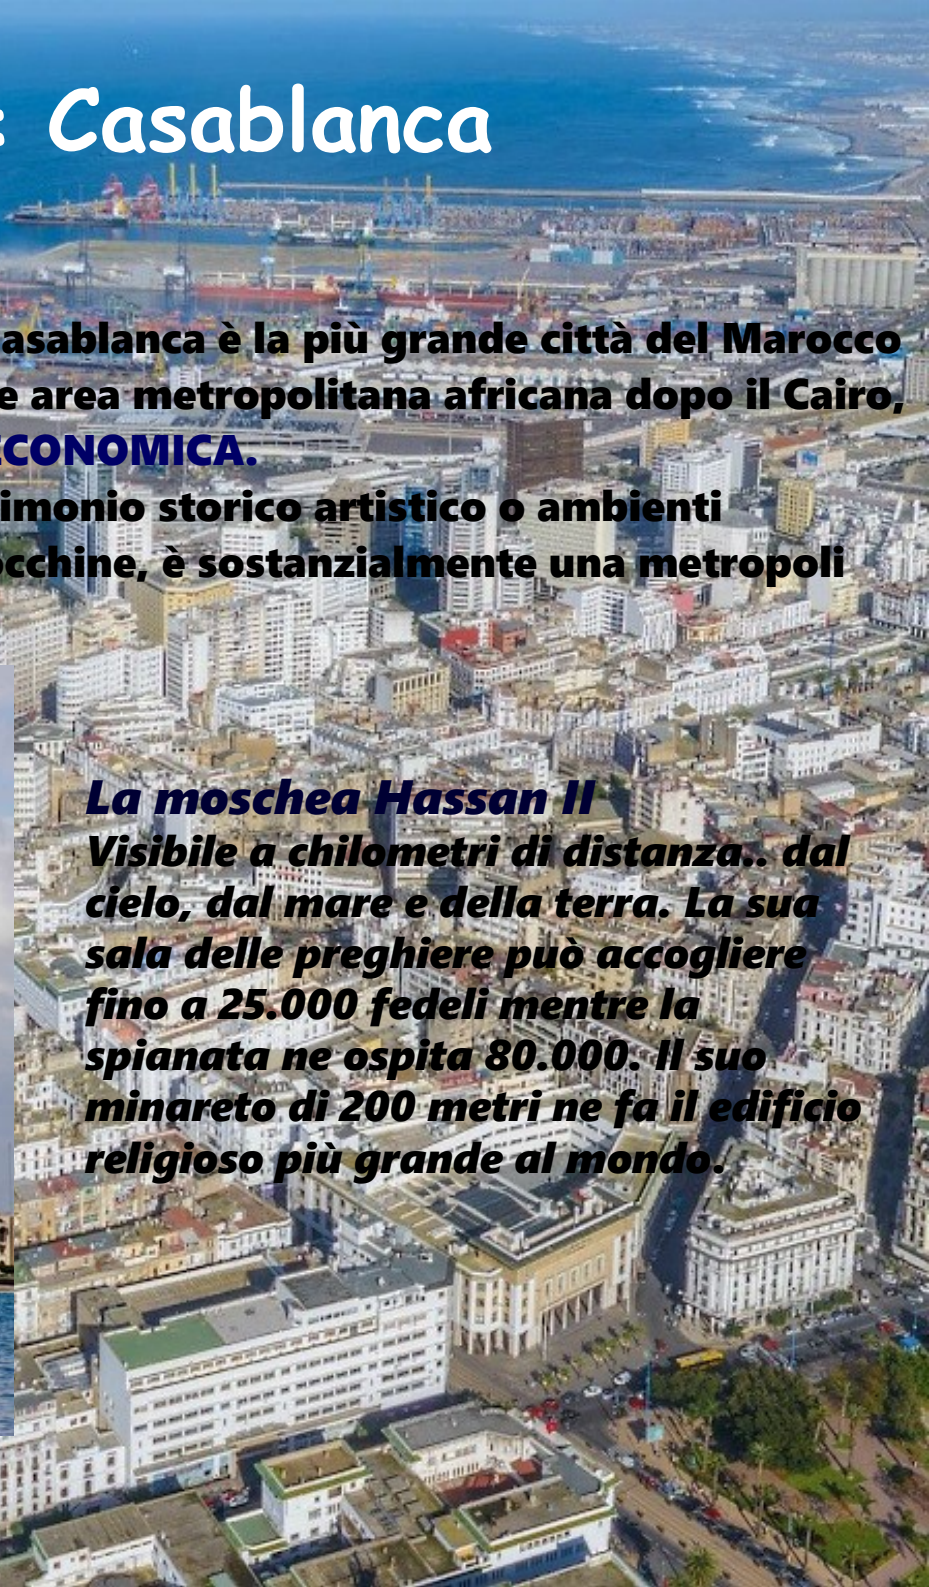 : Casablanca
asablanca è la più grande città del Marocco
e area metropolitana africana dopo il Cairo,
ECONOMICA.
imonio storico artistico o ambienti
occhine, è sostanzialmente una metropoli
La moschea Hassan II
Visibile a chilometri di distanza.. dal
cielo, dal mare e della terra. La sua
sala delle preghiere può accogliere
fino a 25.000 fedeli mentre la
spianata ne ospita 80.000. Il suo
minareto di 200 metri ne fa il edificio
religioso più grande al mondo.